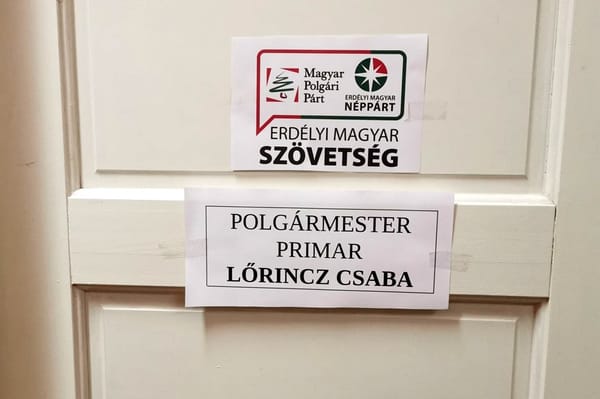 Magyar
Polgári
Párt
ERDÉLYI MAGYAR
NÉPPÁRT
ERDÉLYI MAGYAR
SZÖVETSÉG
POLGÁRMESTER
PRIMAR
LŐRINCZ CSABA